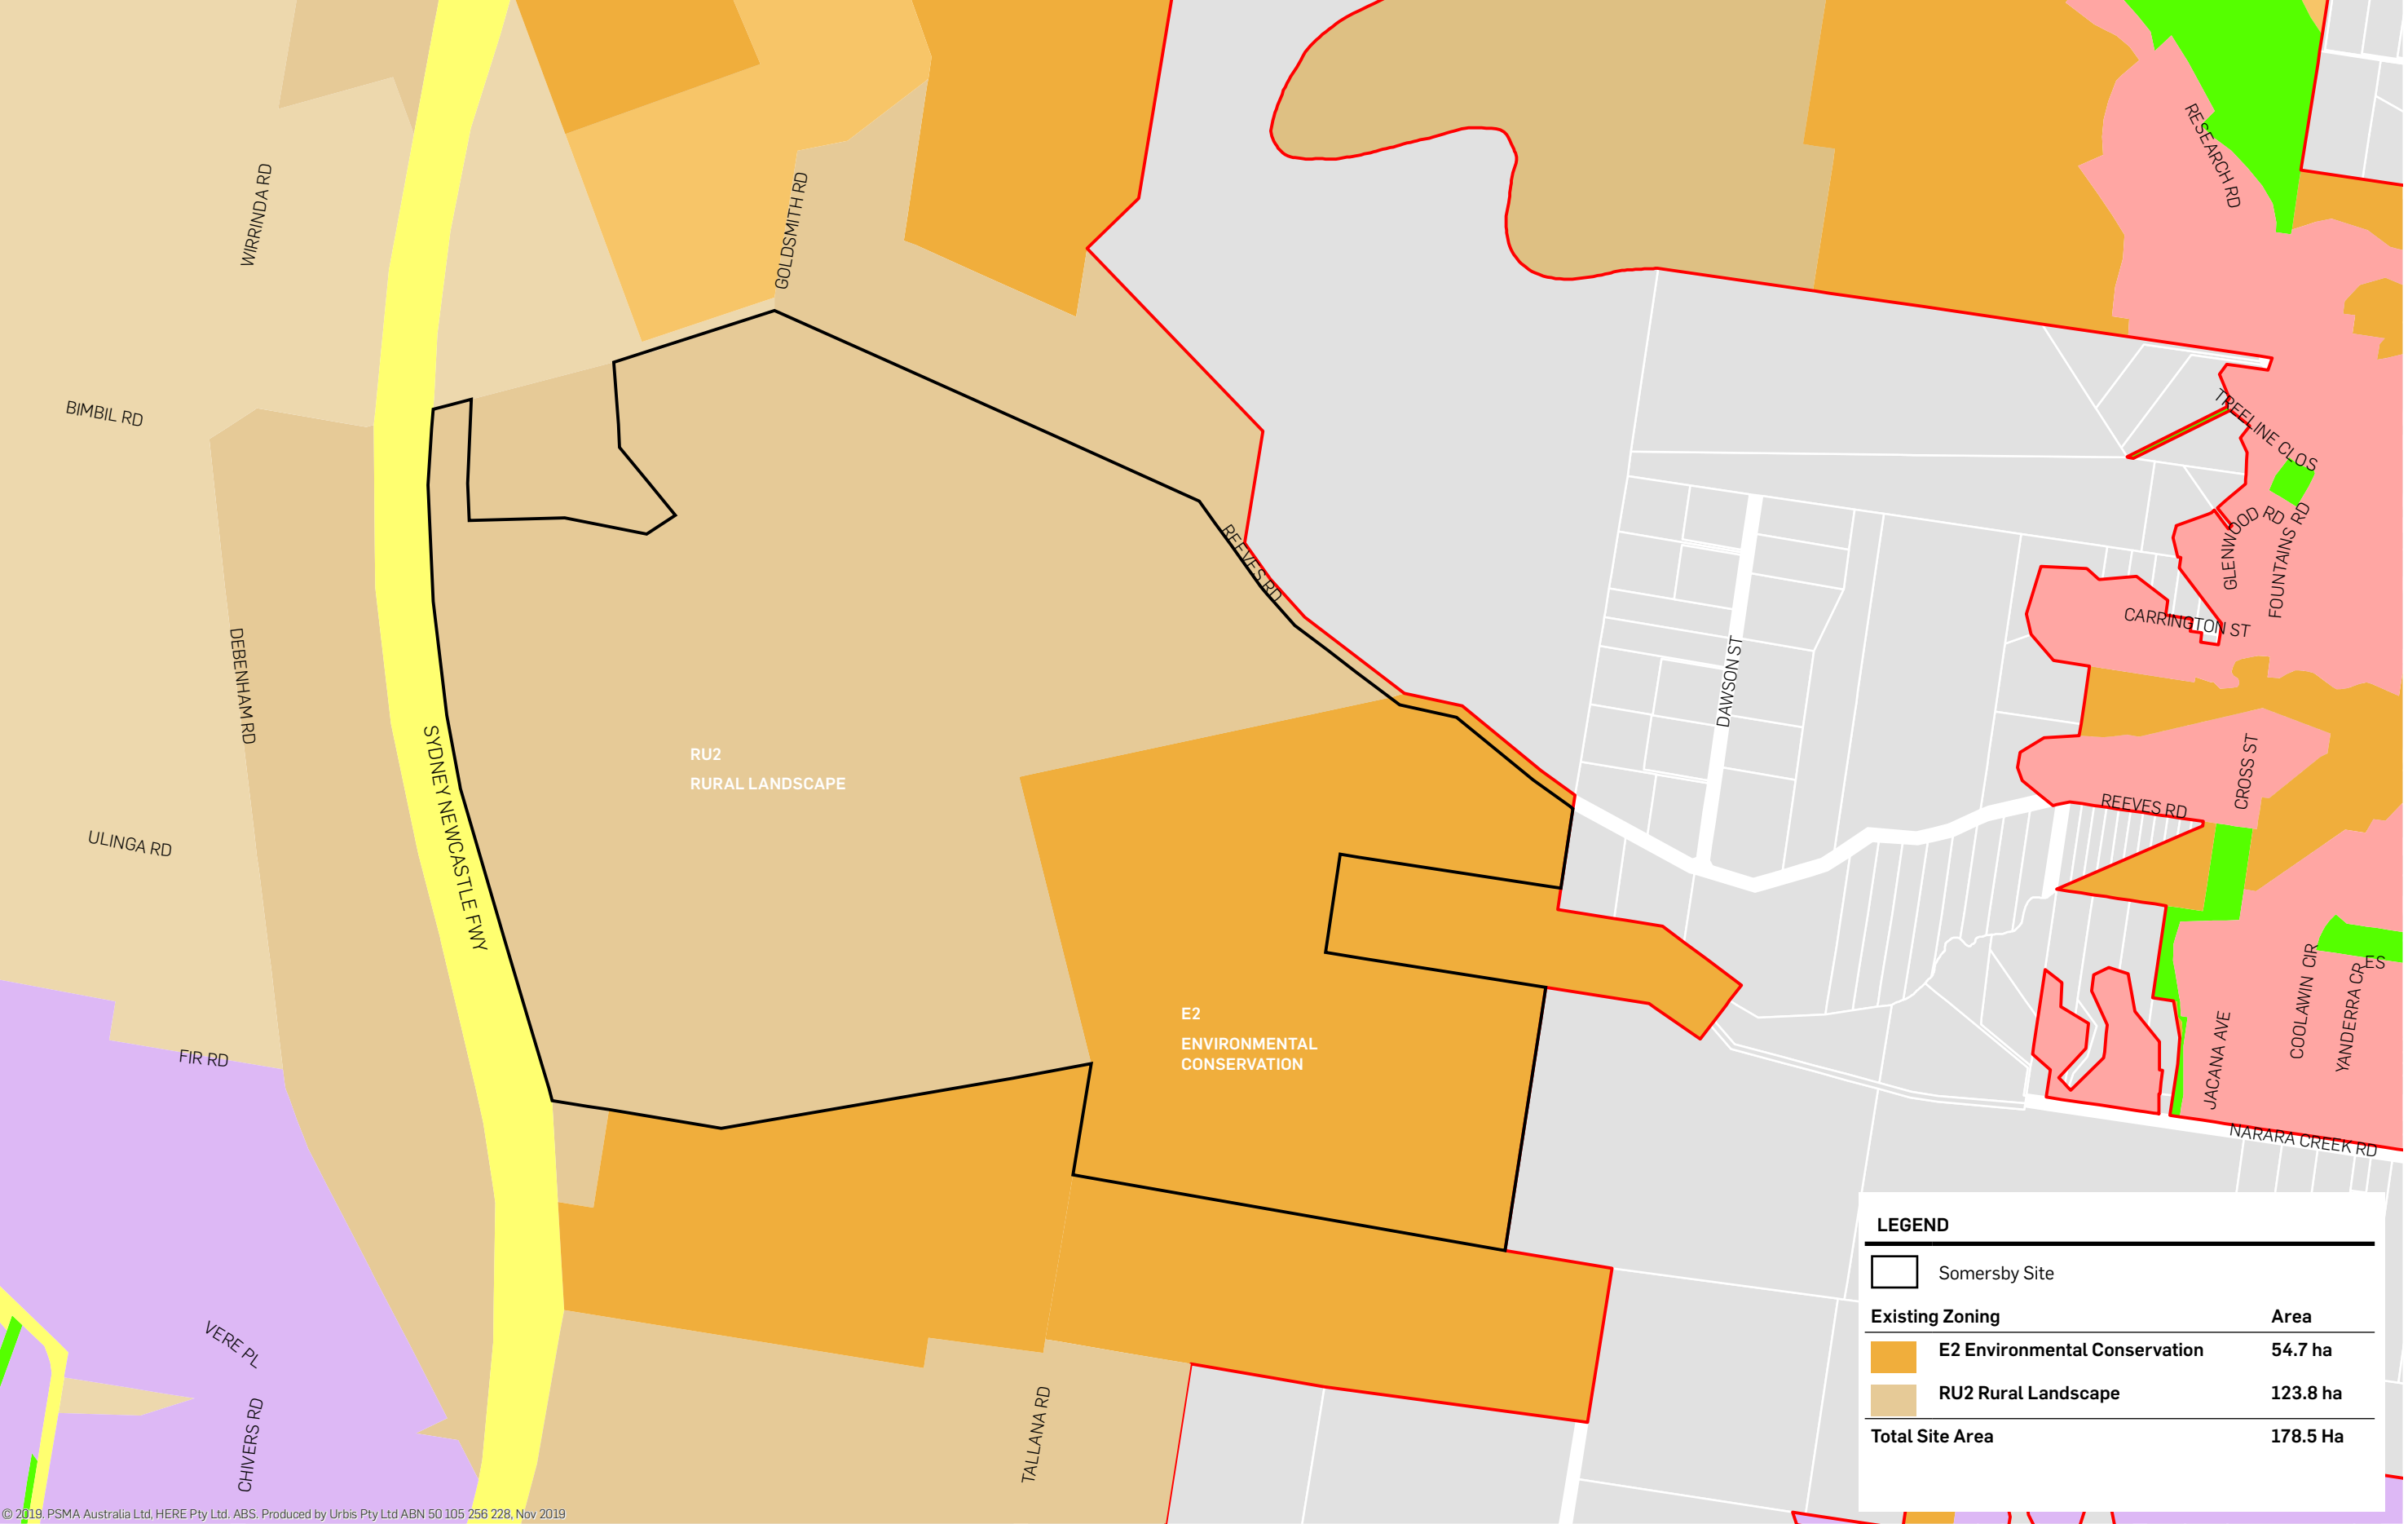 RESEARCH RD
WIRRINDA RD
GOLDSMITH RD
BIMBIL RD
TREELINE CLOS
GLENWOOD RD
FOUNTAINS RD
REEVES RD
CARRINGTON ST
DEBENHAM RD
DAWSON ST
SYDNEY NEWCASTLE FWY
RU2
RURAL LANDSCAPE
CROSS ST
REEVES RD
ULINGA RD
E2
ENVIRONMENTAL
CONSERVATION
COOLAWIN CIR
YANDERRA CR
ES
JACANA AVE
FIR RD
NARARA CREEK RD
VERE PL
CHIVERS RD
TALLANA RD
LEGEND
Somersby Site
Existing Zoning Area
E2 Environmental Conservation 54.7 ha
RU2 Rural Landscape 123.8 ha
Total Site Area 178.5 Ha
© 2019. PSMA Australia Ltd, HERE Pty Ltd. ABS. Produced by Urbis Pty Ltd ABN 50 105 256 228, Nov 2019